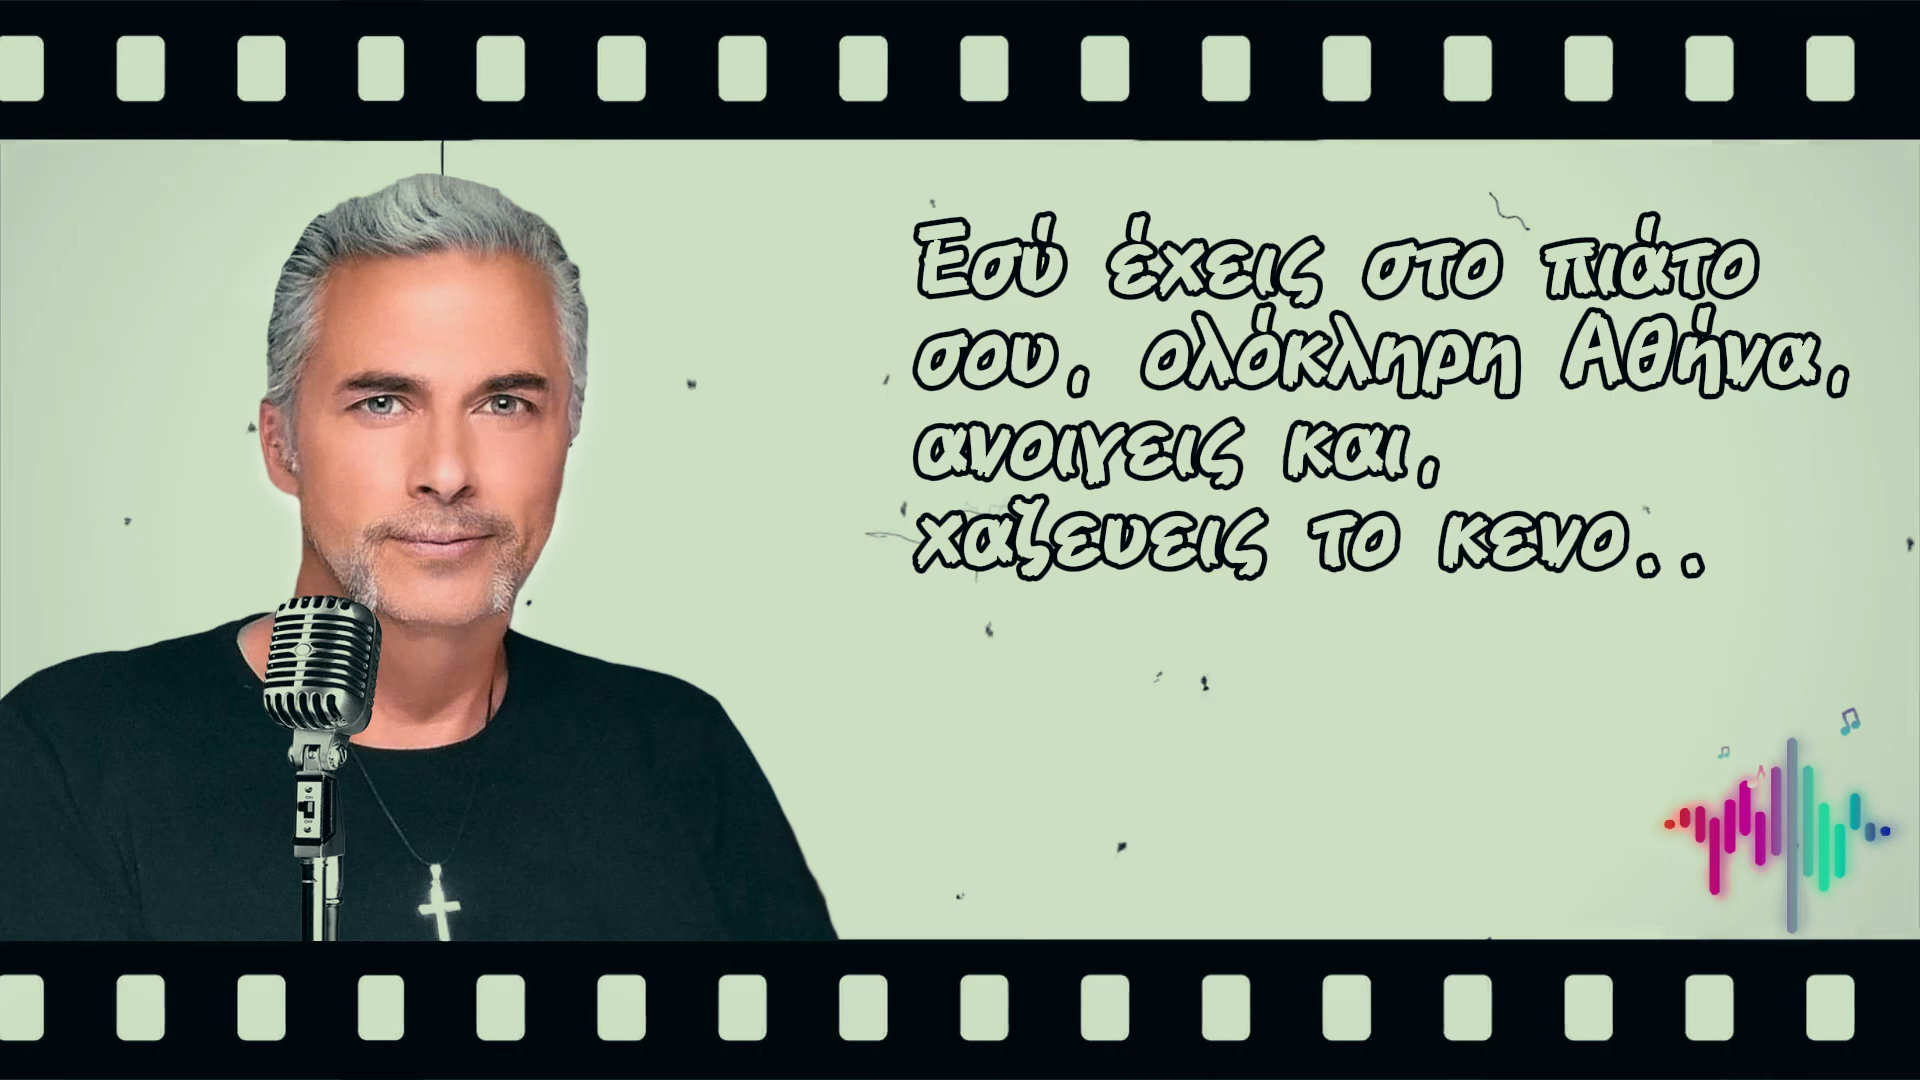 Εσύ έχεις στο πιάτο
σου, ολόκληρη Αθήνα,
ανοιγεις και,
χαζευεις το κενο..